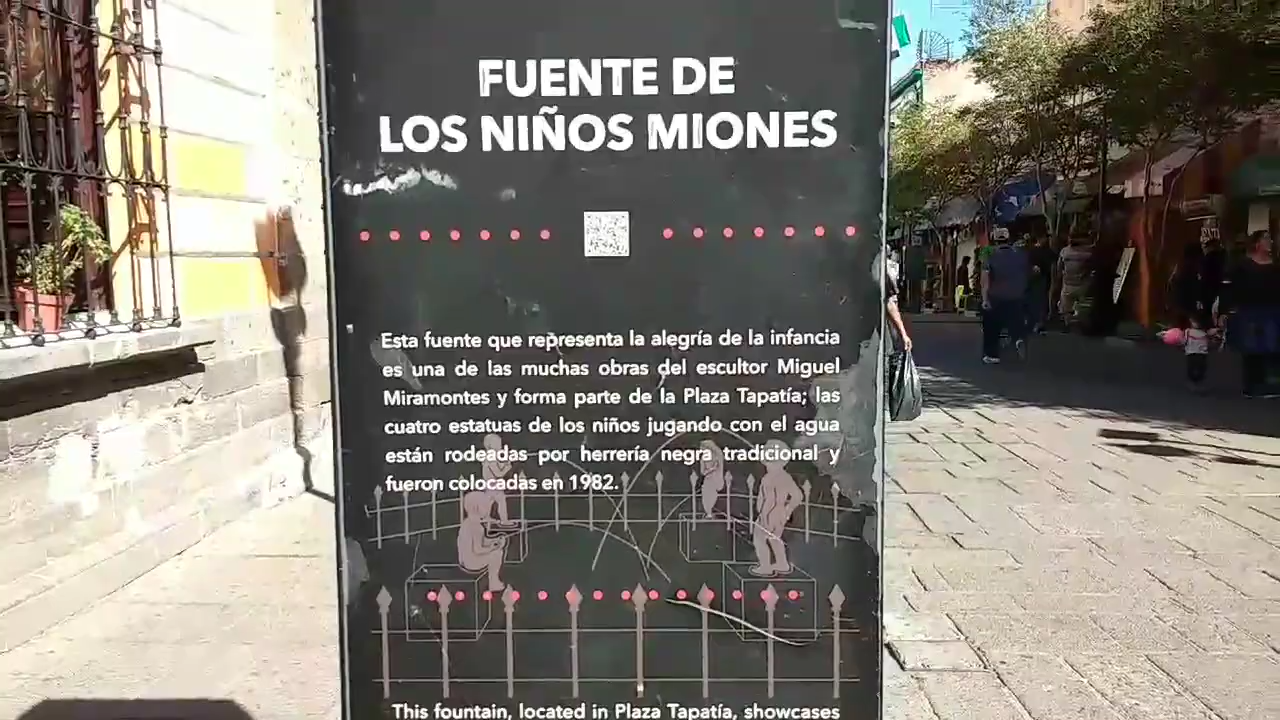 FUENTE DE
LOS NIÑOS MIONES
Esta fuente que representa la alegría de la infancia
es una de las muchas obras del escultor Miguel
Miramontes y forma parte de la Plaza Tapatía; las
cuatro estatuas de los niños jugando con el agua
están rodeadas por herrería negra tradicional y
fueron colocadas en 1982.
This fountain, located in Plaza Tapatía, showcases